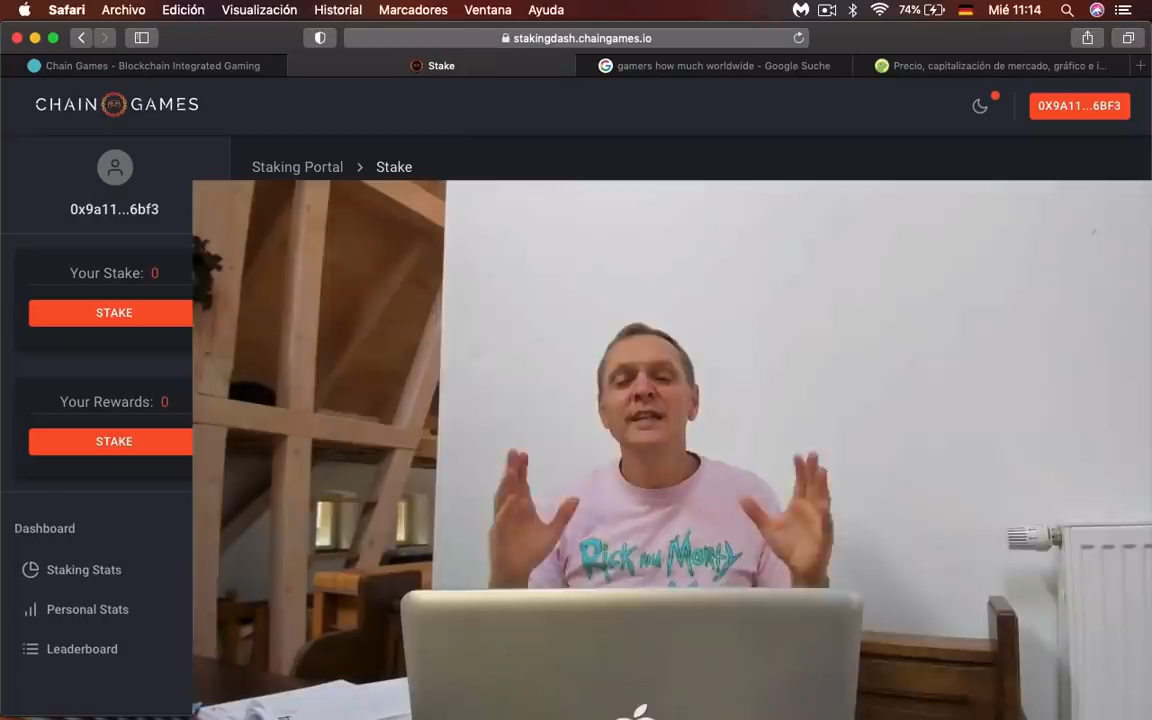 Safari Archivo Edición Visualización Historial Marcadores Ventana Ayuda 74% Mié 11:14
stakingdash.chaingames.io
Chain Games - Blockchain Integrated Gaming Stake gamers how much worldwide - Google Suche Precio, capitalización de mercado, gráfico e i...
CHAIN GAMES 0X9A11...6BF3
Staking Portal > Stake
0x9a11...6bf3
Your Stake: 0
STAKE
Your Rewards: 0
STAKE
Rick and Morty
Dashboard
Staking Stats
Personal Stats
Leaderboard